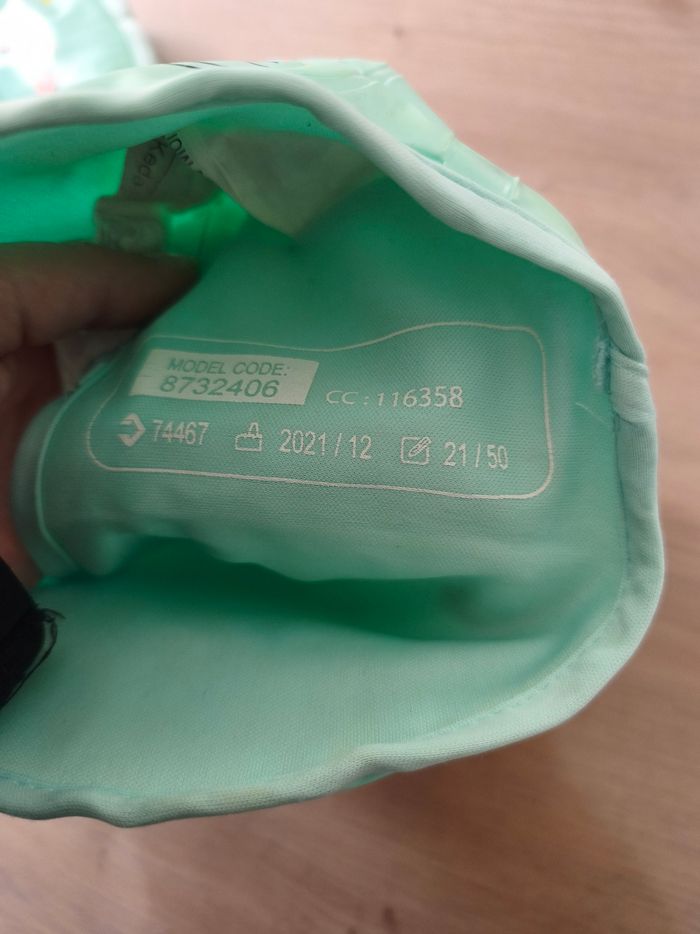 MODEL CODE:
8732406
CC : 116358
74467 2021 / 12 21 / 50